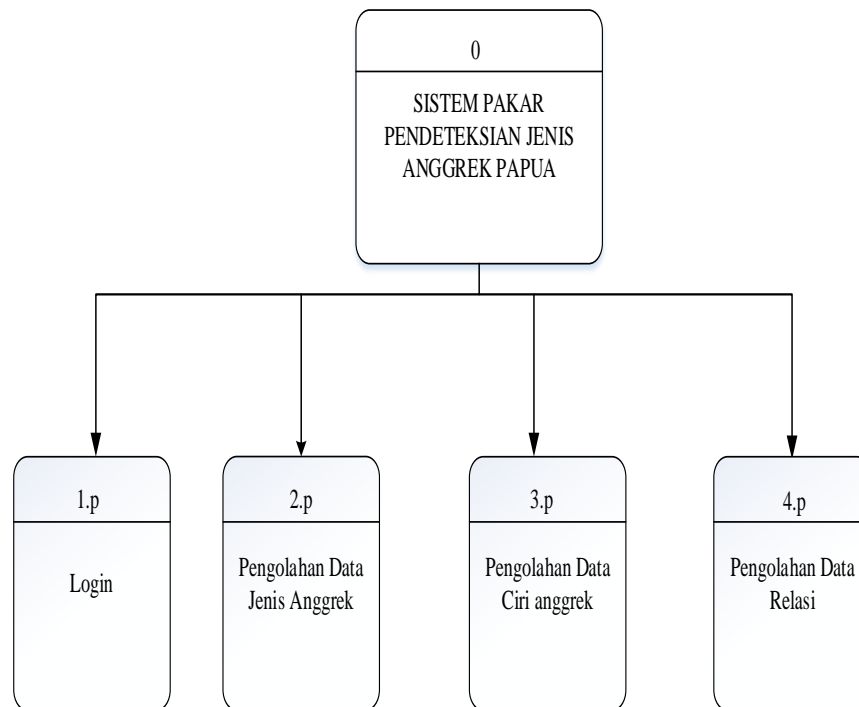 0
SISTEM PAKAR
PENDETEKSIAN JENIS
ANGGREK PAPUA
1.p
Login
2.p
Pengolahan Data
Jenis Anggrek
3.p
Pengolahan Data
Ciri anggrek
4.p
Pengolahan Data
Relasi